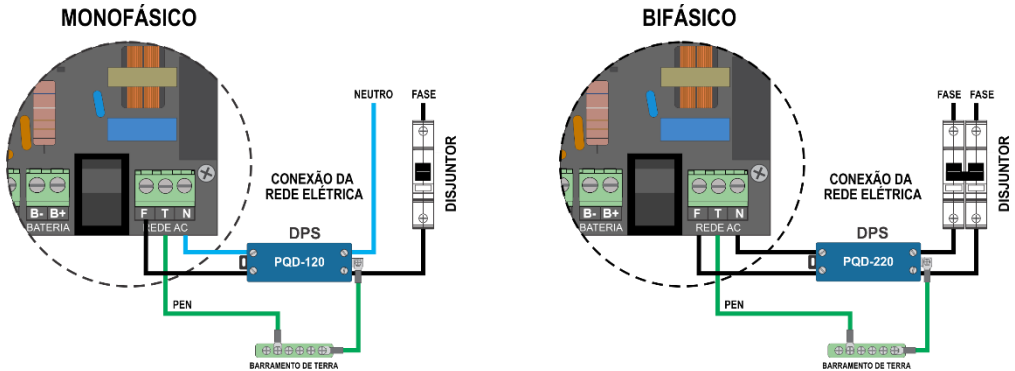 MONOFÁSICO
NEUTRO
FASE
DISJUNTOR
CONEXÃO DA
REDE ELÉTRICA
B- B+
BATERIA
F T N
REDE AC
DPS
PQD-120
PEN
BARRAMENTO DE TERRA
BIFÁSICO
FASE FASE
DISJUNTOR
CONEXÃO DA
REDE ELÉTRICA
B- B+
BATERIA
F T N
REDE AC
DPS
PQD-220
PEN
BARRAMENTO DE TERRA